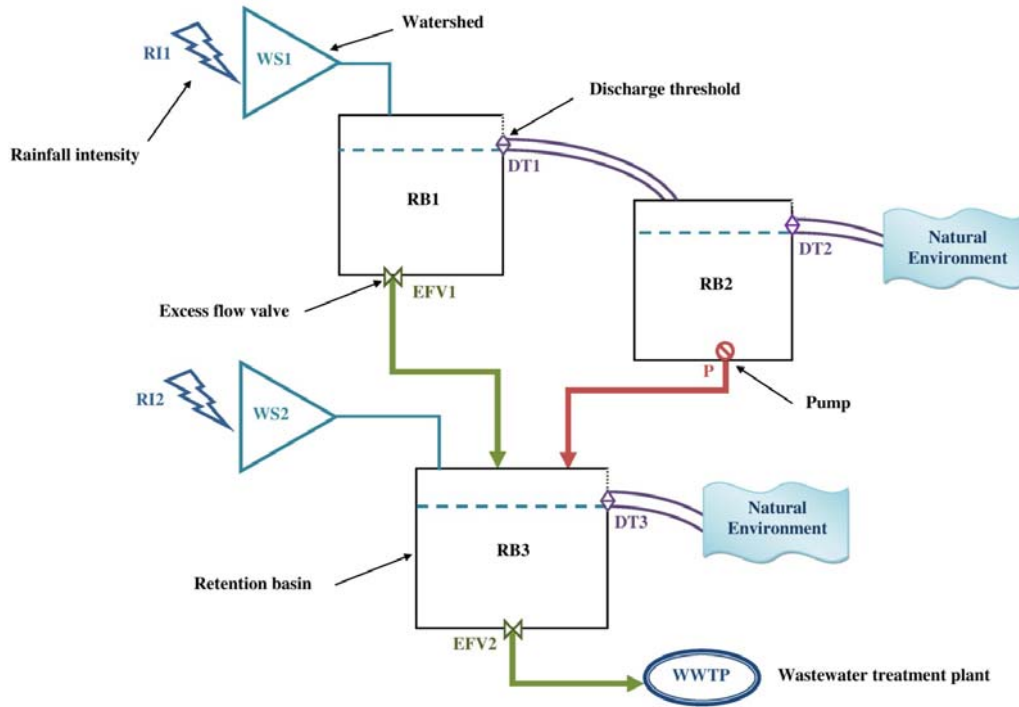 Watershed
RI1
WS1
Discharge threshold
Rainfall intensity
DT1
RB1
Natural
Environment
DT2
RB2
EFV1
Excess flow valve
P
Pump
RI2
WS2
Natural
Environment
DT3
RB3
Retention basin
EFV2
WWTP
Wastewater treatment plant